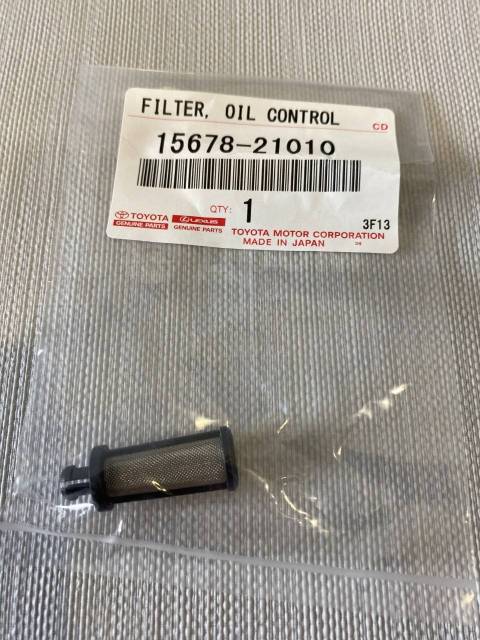 FILTER, OIL CONTROL
CD
15678-21010
QTY: 1
TOYOTA LEXUS
GENUINE PARTS GENUINE PARTS
3F13
TOYOTA MOTOR CORPORATION
MADE IN JAPAN